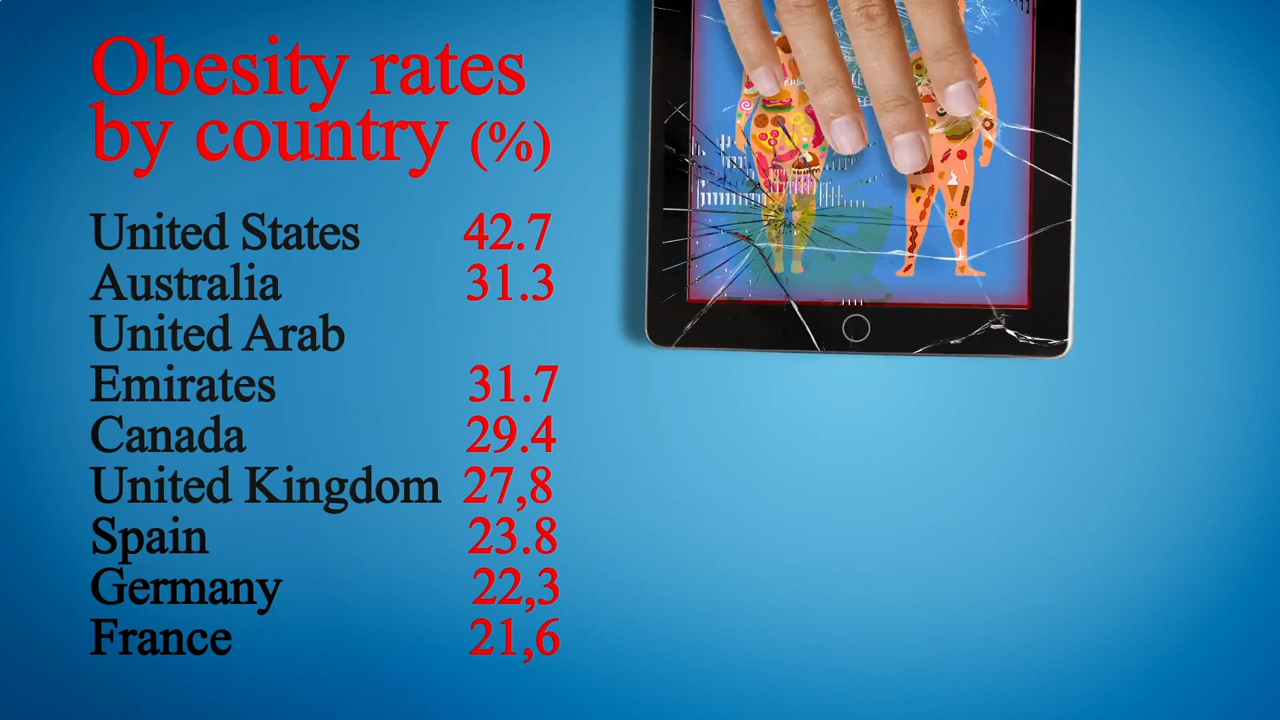 Obesity rates
by country (%)
United States 42.7
Australia 31.3
United Arab
Emirates 31.7
Canada 29.4
United Kingdom 27,8
Spain 23.8
Germany 22,3
France 21,6